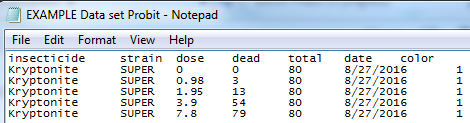 EXAMPLE Data set Probit - Notepad
File Edit Format View Help
insecticide strain dose dead total date color
Kryptonite SUPER 0 0 80 8/27/2016 1
Kryptonite SUPER 0.98 3 80 8/27/2016 1
Kryptonite SUPER 1.95 13 80 8/27/2016 1
Kryptonite SUPER 3.9 54 80 8/27/2016 1
Kryptonite SUPER 7.8 79 80 8/27/2016 1